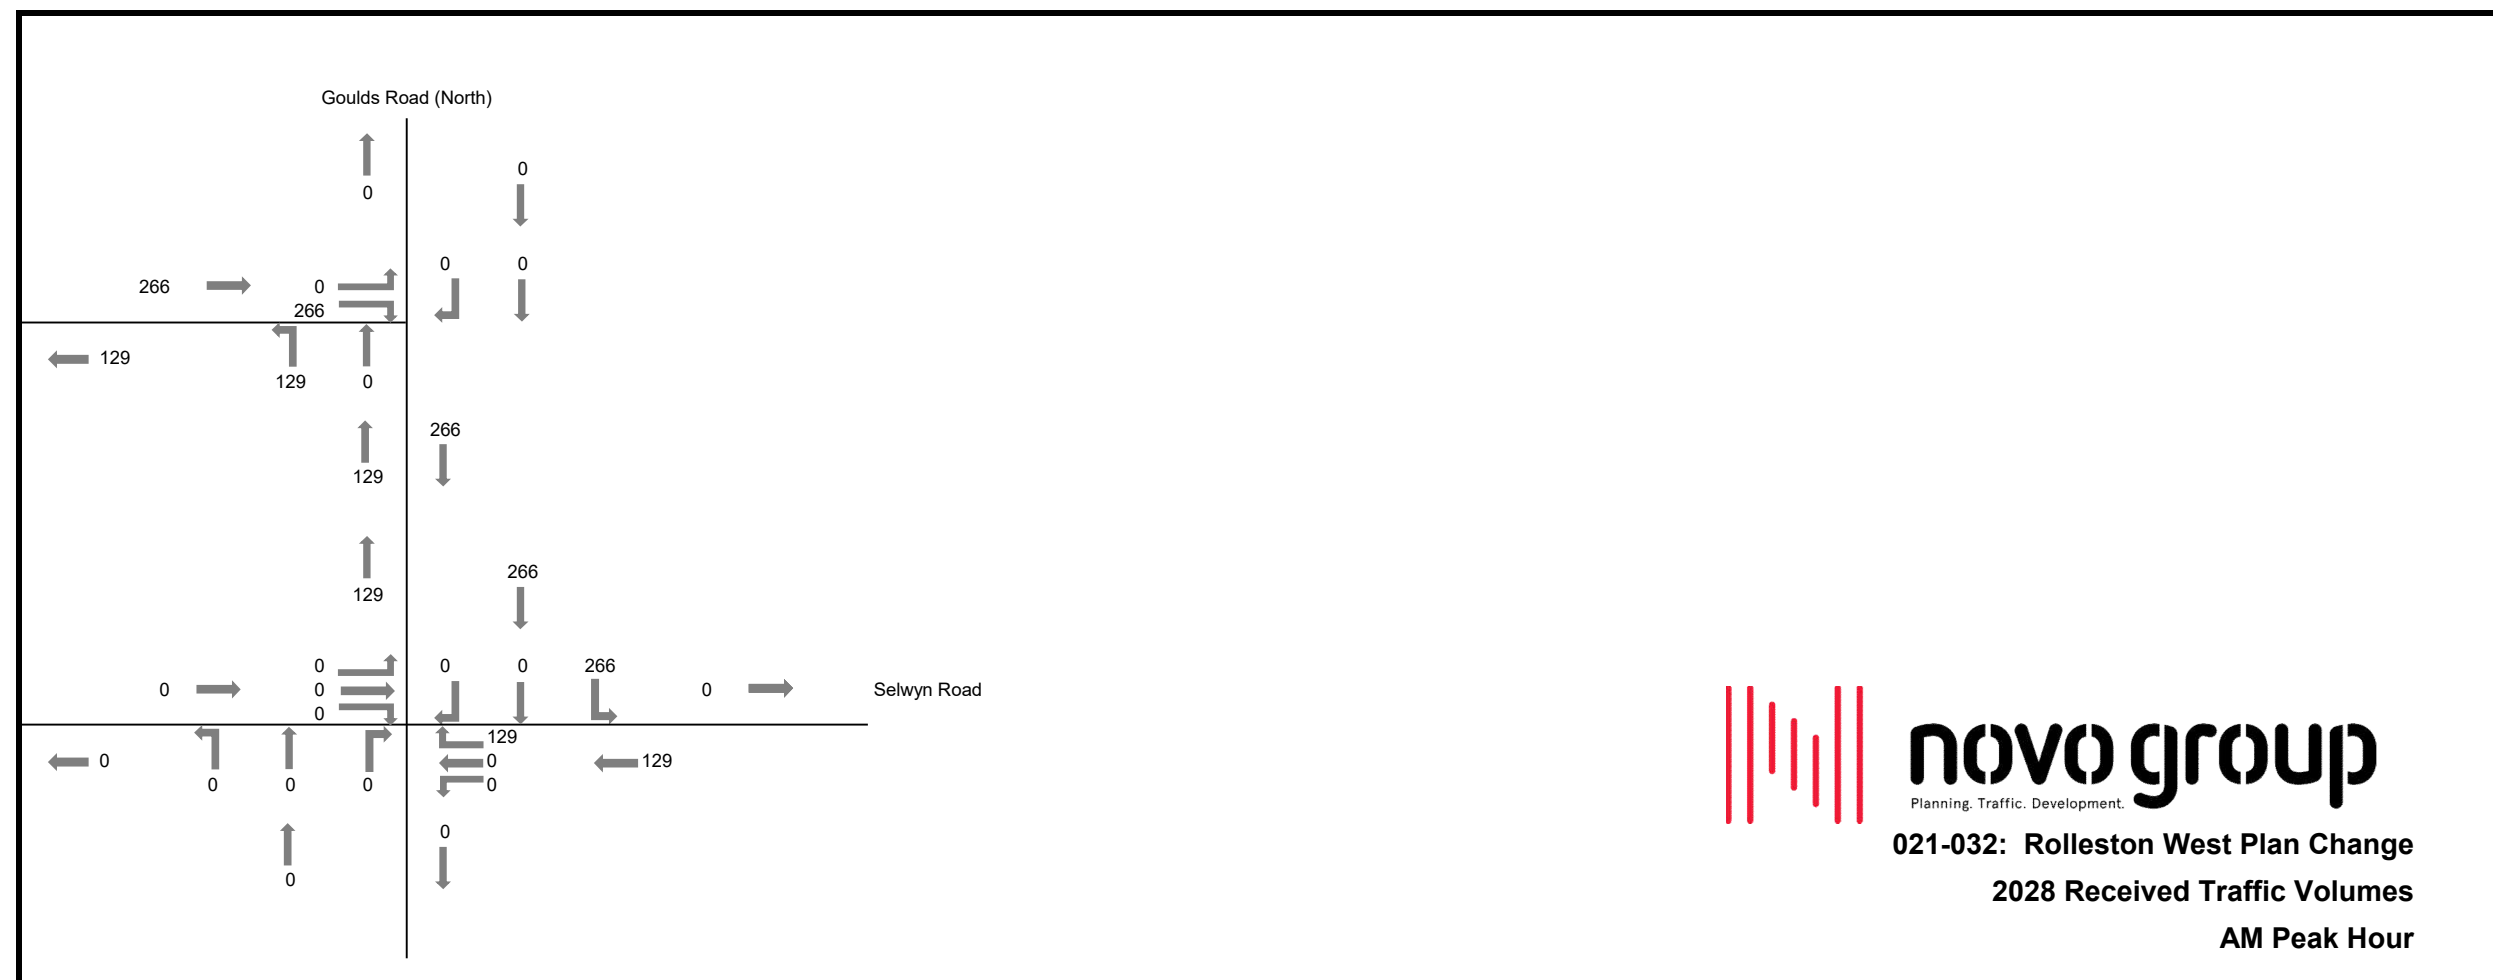 Goulds Road (North)
0
0
0 0
266 0
266
129
129 0
266
129
266
129
0 0 0 266
0 0 0 Selwyn Road
0
129
0 0 129
0 0 0 0
0
0
novo group
Planning. Traffic. Development.
021-032: Rolleston West Plan Change
2028 Received Traffic Volumes
AM Peak Hour